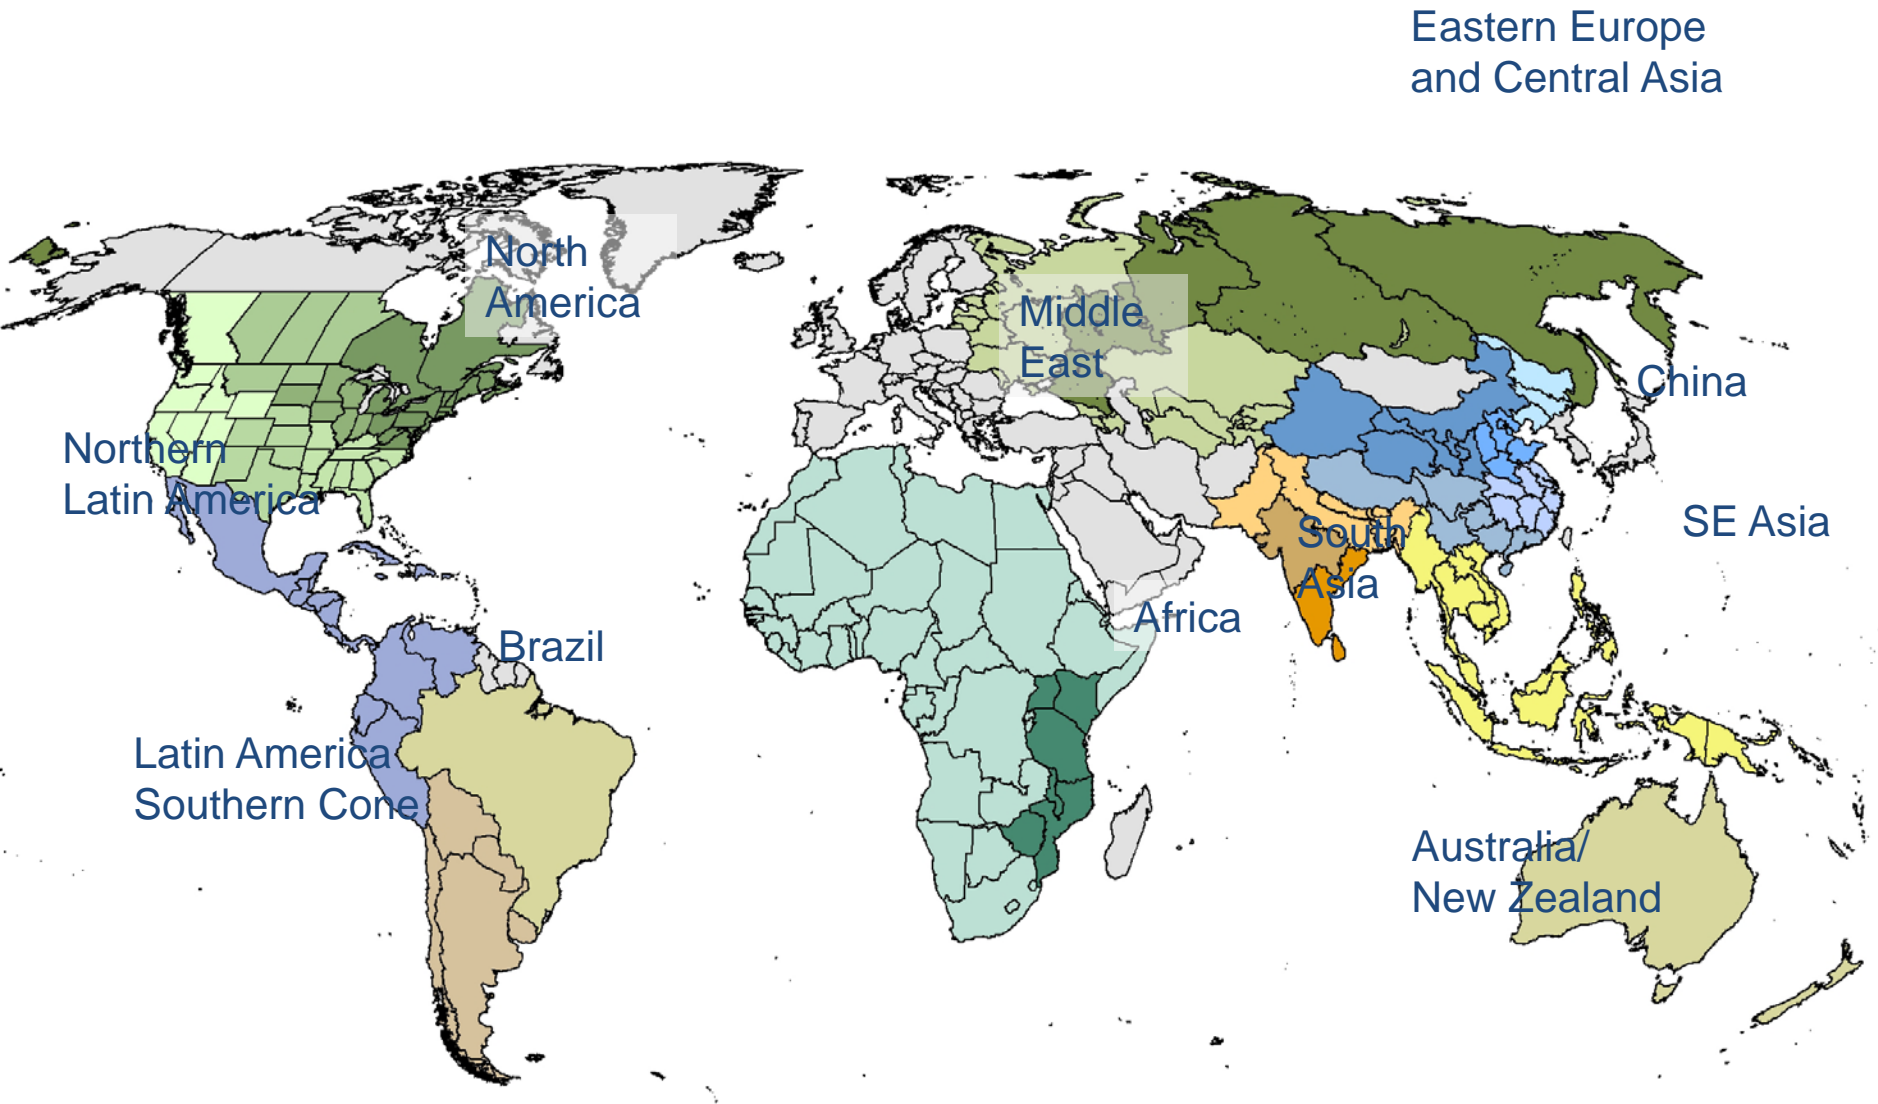 Eastern Europe
and Central Asia
North
America
Middle
East
China
Northern
Latin America
SE Asia
South
Asia
Africa
Brazil
Latin America
Southern Cone
Australia/
New Zealand